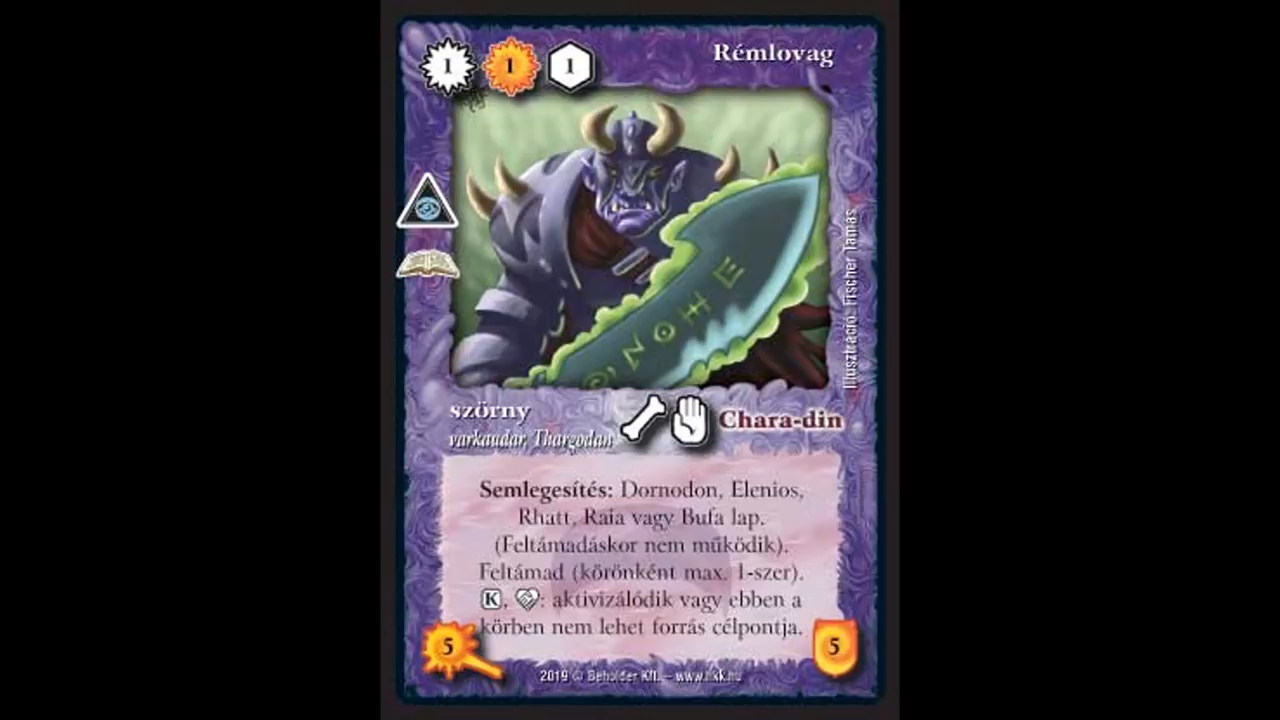 1 1 1
Rémlovag
Illusztráció: Fischer Tamás
szörny
varkaudar, Thargodan
Chara-din
Semlegesítés: Dornodon, Elenios,
Rhatt, Raia vagy Bufa lap.
(Feltámadáskor nem működik).
Feltámad (körönként max. 1-szer).
K, : aktivizálódik vagy ebben a
körben nem lehet forrás célpontja.
5
5
2019 © Beholder Kft. – www.hkk.hu